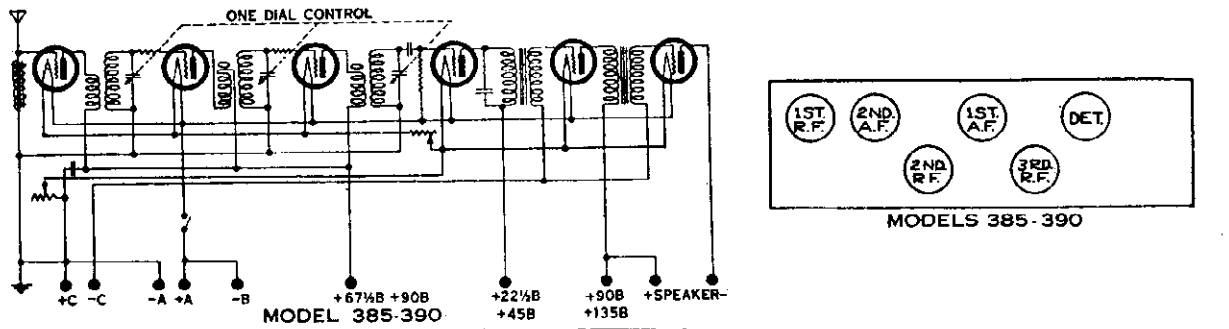 ONE DIAL CONTROL
+C -C -A +A -B +67½B +90B +22½B +90B +SPEAKER-
+45B +135B
MODEL 385-390
1ST. R.F.
2ND. A.F.
1ST. A.F.
DET.
2ND. R.F.
3RD. R.F.
MODELS 385-390